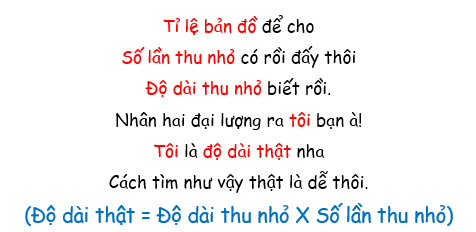 Tỉ lệ bản đồ để cho
Số lần thu nhỏ có rồi đấy thôi
Độ dài thu nhỏ biết rồi.
Nhân hai đại lượng ra tôi bạn à!
Tôi là độ dài thật nha
Cách tìm như vậy thật là dễ thôi.
(Độ dài thật = Độ dài thu nhỏ X Số lần thu nhỏ)